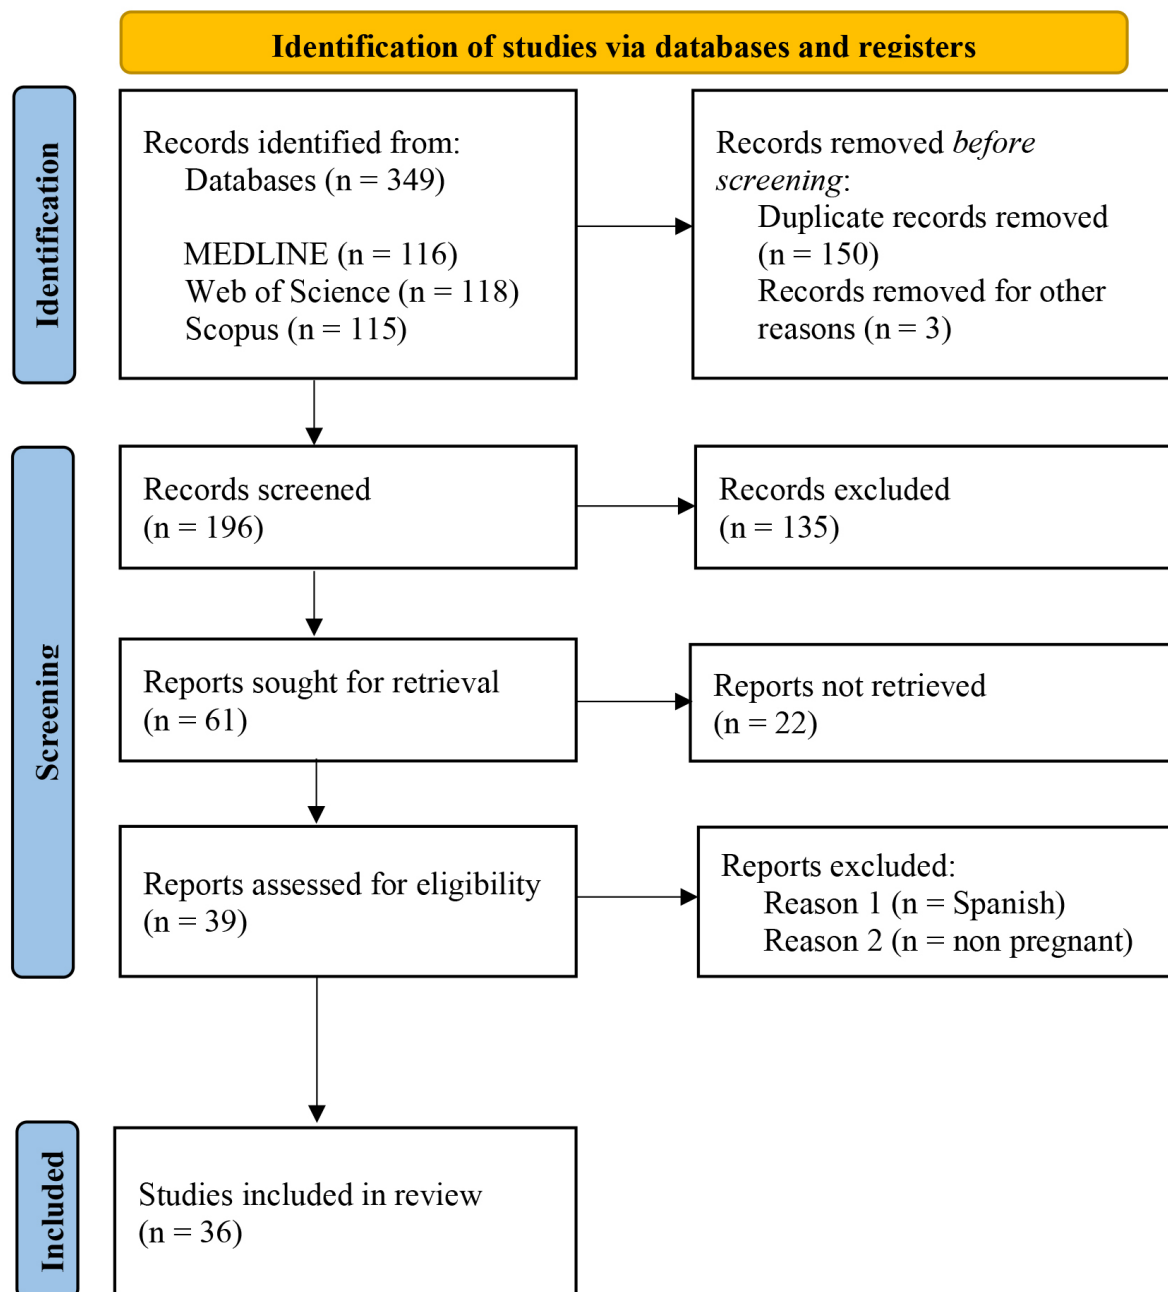 Identification of studies via databases and registers
Identification
Records identified from:
Databases (n = 349)
MEDLINE (n = 116)
Web of Science (n = 118)
Scopus (n = 115)
Records removed before
screening:
Duplicate records removed
(n = 150)
Records removed for other
reasons (n = 3)
Screening
Records screened
(n = 196)
Records excluded
(n = 135)
Reports sought for retrieval
(n = 61)
Reports not retrieved
(n = 22)
Reports assessed for eligibility
(n = 39)
Reports excluded:
Reason 1 (n = Spanish)
Reason 2 (n = non pregnant)
Included
Studies included in review
(n = 36)